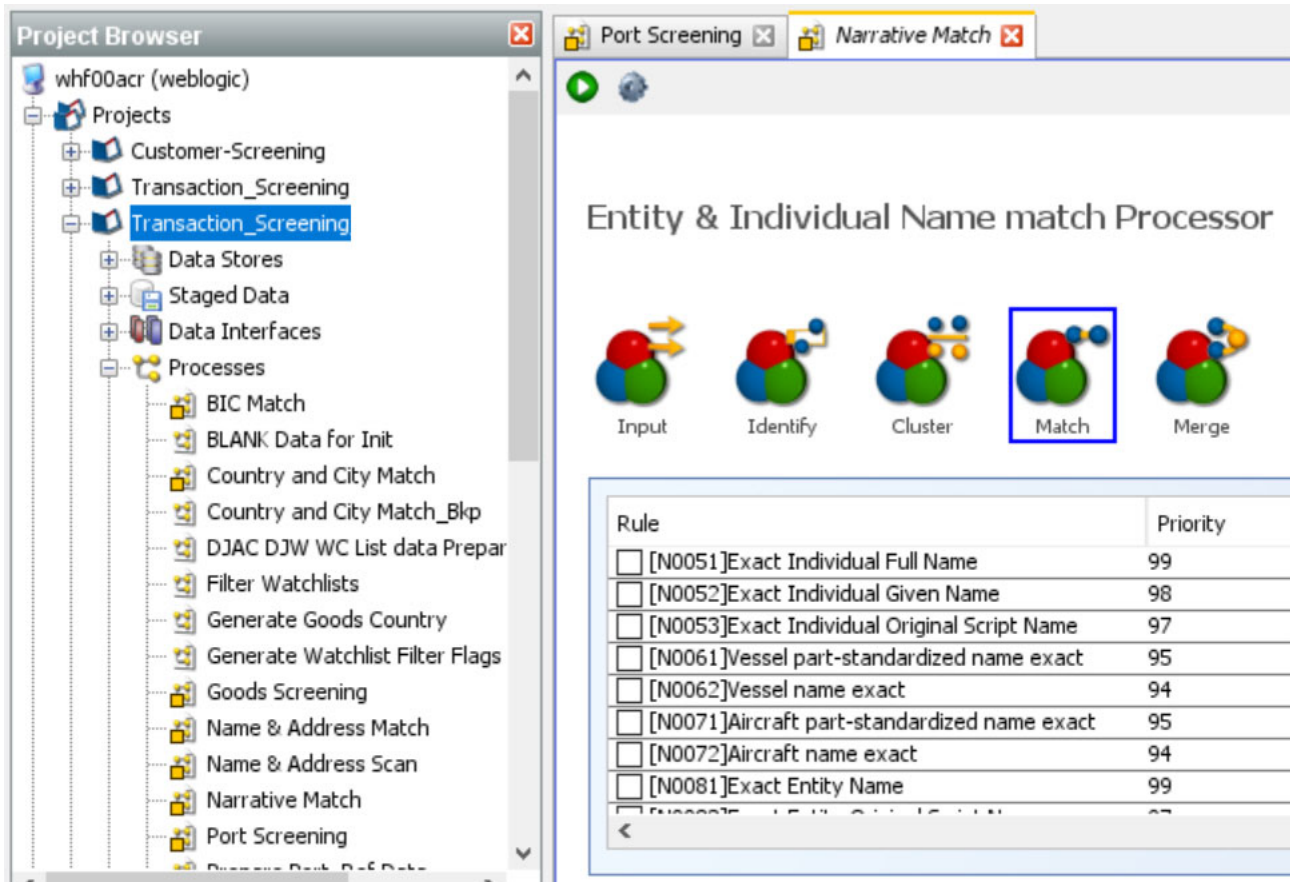 Project Browser
whf00acr (weblogic)
Projects
Customer-Screening
Transaction_Screening
Transaction_Screening
Data Stores
Staged Data
Data Interfaces
Processes
BIC Match
BLANK Data for Init
Country and City Match
Country and City Match_Bkp
DJAC DJW WC List data Prepar
Filter Watchlists
Generate Goods Country
Generate Watchlist Filter Flags
Goods Screening
Name & Address Match
Name & Address Scan
Narrative Match
Port Screening
Port Screening
Narrative Match
Entity & Individual Name match Processor
Input Identify Cluster Match Merge
Rule Priority
[N0051]Exact Individual Full Name 99
[N0052]Exact Individual Given Name 98
[N0053]Exact Individual Original Script Name 97
[N0061]Vessel part-standardized name exact 95
[N0062]Vessel name exact 94
[N0071]Aircraft part-standardized name exact 95
[N0072]Aircraft name exact 94
[N0081]Exact Entity Name 99